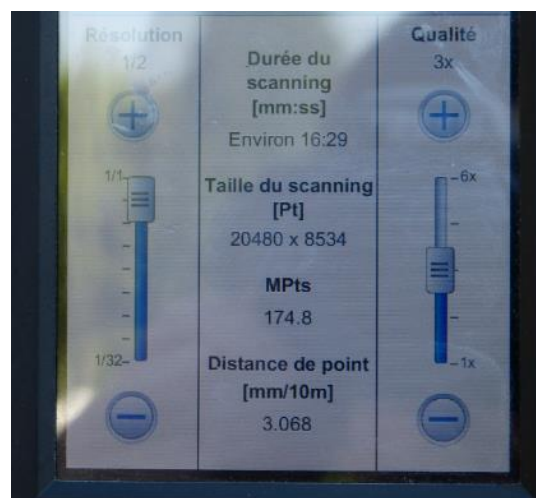 Résolution
1/2
1/1
1/32
Durée du
scanning
[mm:ss]
Environ 16:29
Taille du scanning
[Pt]
20480 x 8534
MPts
174.8
Distance de point
[mm/10m]
3.068
Qualité
3x
6x
1x